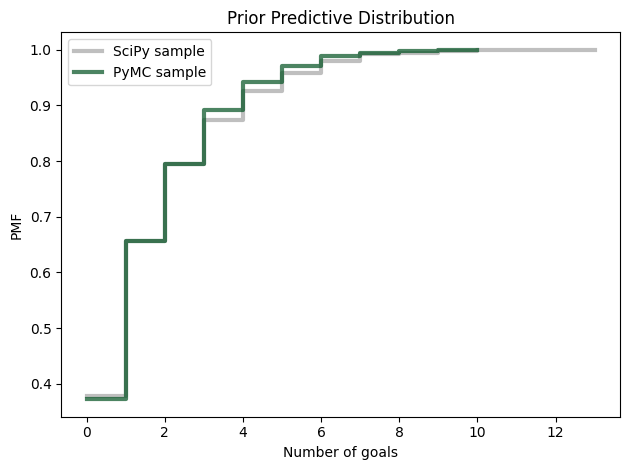 Prior Predictive Distribution
SciPy sample
PyMC sample
1.0
0.9
0.8
0.7
0.6
0.5
0.4
PMF
0 2 4 6 8 10 12
Number of goals